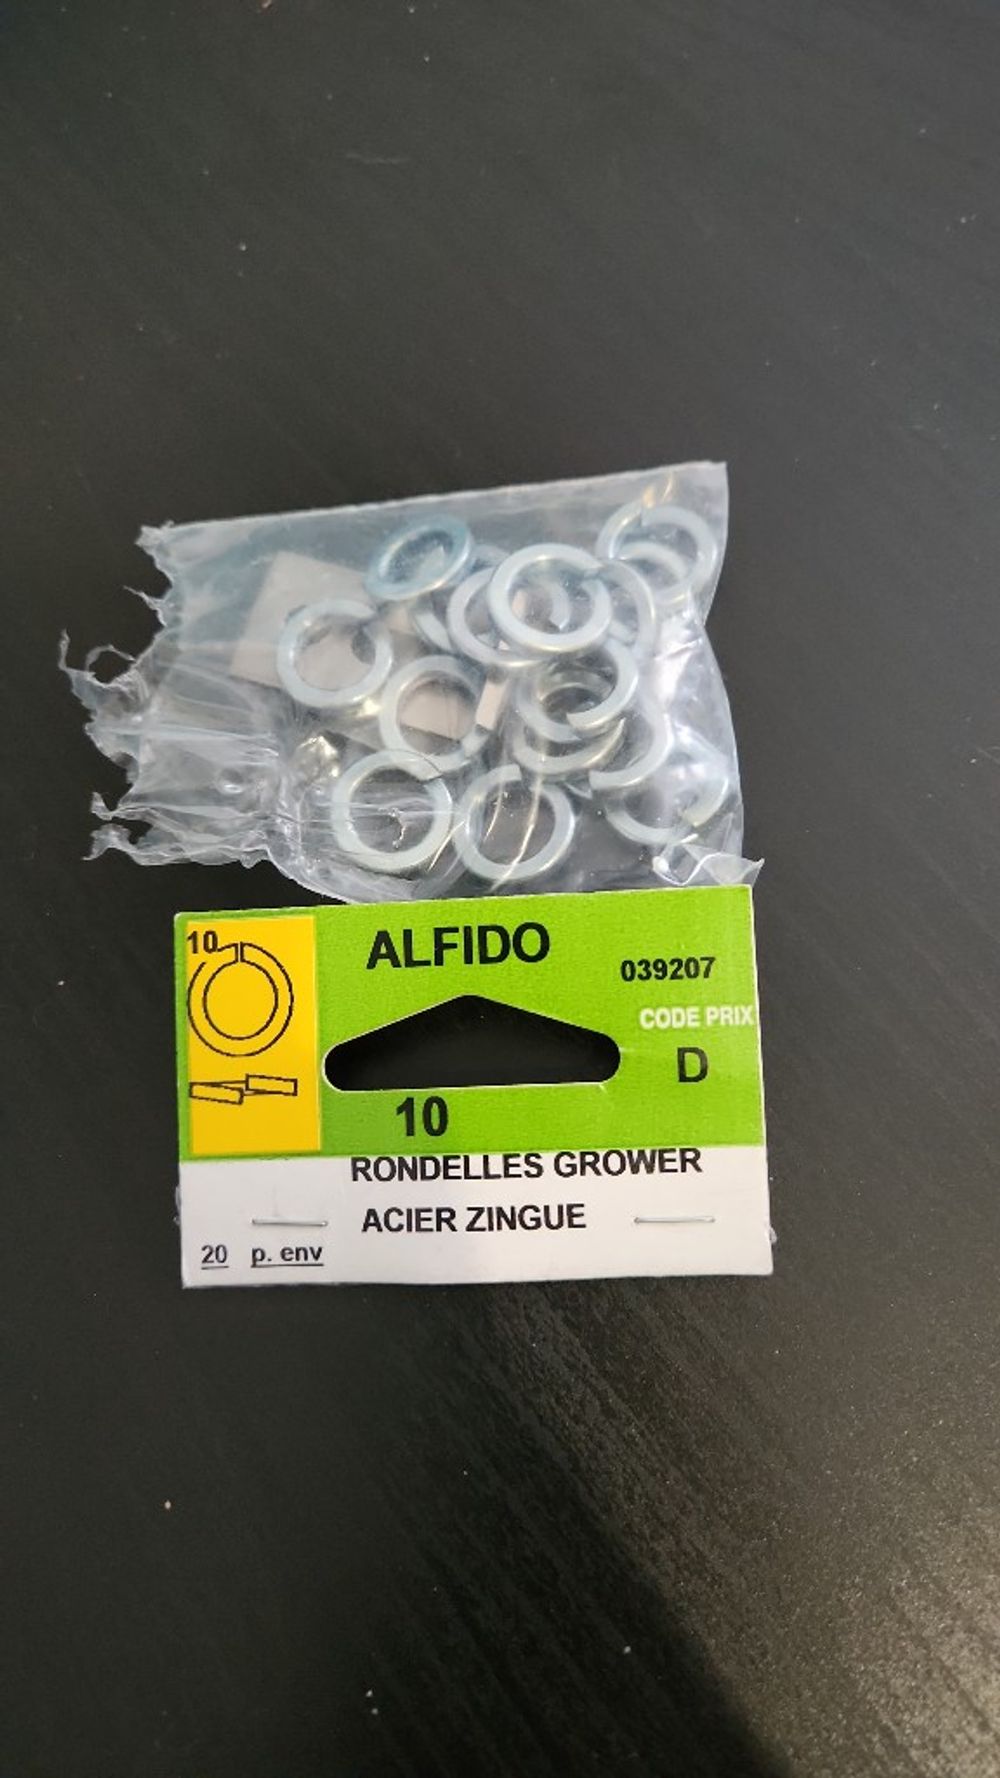 10
ALFIDO
039207
CODE PRIX
D
10
RONDELLES GROWER
ACIER ZINGUE
20 p. env